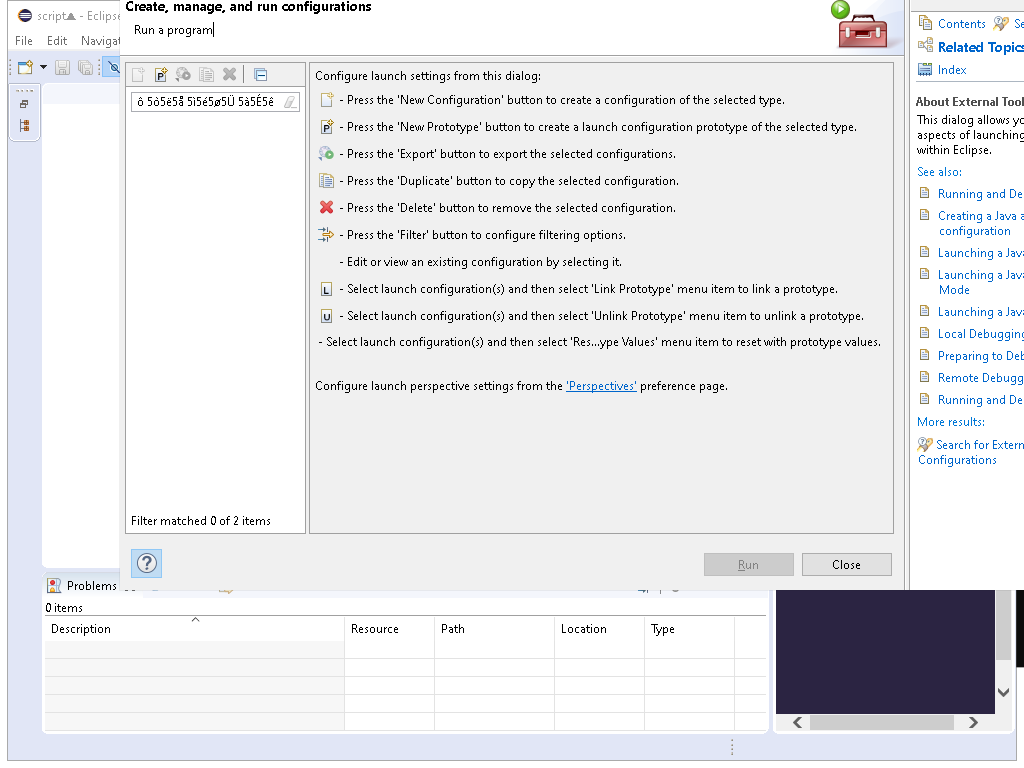 Create, manage, and run configurations
Run a program
script
- Eclipse
File Edit Navigat
ô 5ò5ë5å 5ì5é5ø5Ü 5à5É5ê
Filter matched 0 of 2 items
Configure launch settings from this dialog:
- Press the 'New Configuration' button to create a configuration of the selected type.
- Press the 'New Prototype' button to create a launch configuration prototype of the selected type.
- Press the 'Export' button to export the selected configurations.
- Press the 'Duplicate' button to copy the selected configuration.
- Press the 'Delete' button to remove the selected configuration.
- Press the 'Filter' button to configure filtering options.
- Edit or view an existing configuration by selecting it.
L - Select launch configuration(s) and then select 'Link Prototype' menu item to link a prototype.
U - Select launch configuration(s) and then select 'Unlink Prototype' menu item to unlink a prototype.
- Select launch configuration(s) and then select 'Res...ype Values' menu item to reset with prototype values.
Configure launch perspective settings from the 'Perspectives' preference page.
Run Close
Contents Se
Related Topics
Index
About External Tool
This dialog allows yo
aspects of launching
within Eclipse.
See also:
Running and De
Creating a Java a
configuration
Launching a Java
Launching a Java
Mode
Launching a Java
Local Debugging
Preparing to Deb
Remote Debugg
Running and De
More results:
Search for Extern
Configurations
Problems
0 items
Description Resource Path Location Type